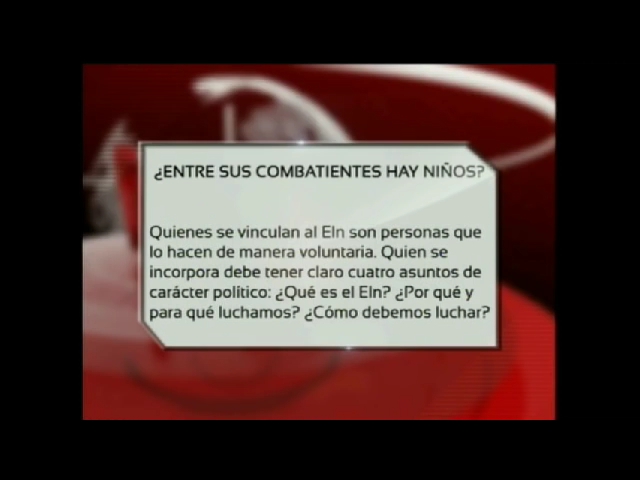 ¿ENTRE SUS COMBATIENTES HAY NIÑOS?
Quienes se vinculan al Eln son personas que
lo hacen de manera voluntaria. Quien se
incorpora debe tener claro cuatro asuntos de
carácter político: ¿Qué es el Eln? ¿Por qué y
para qué luchamos? ¿Cómo debemos luchar?